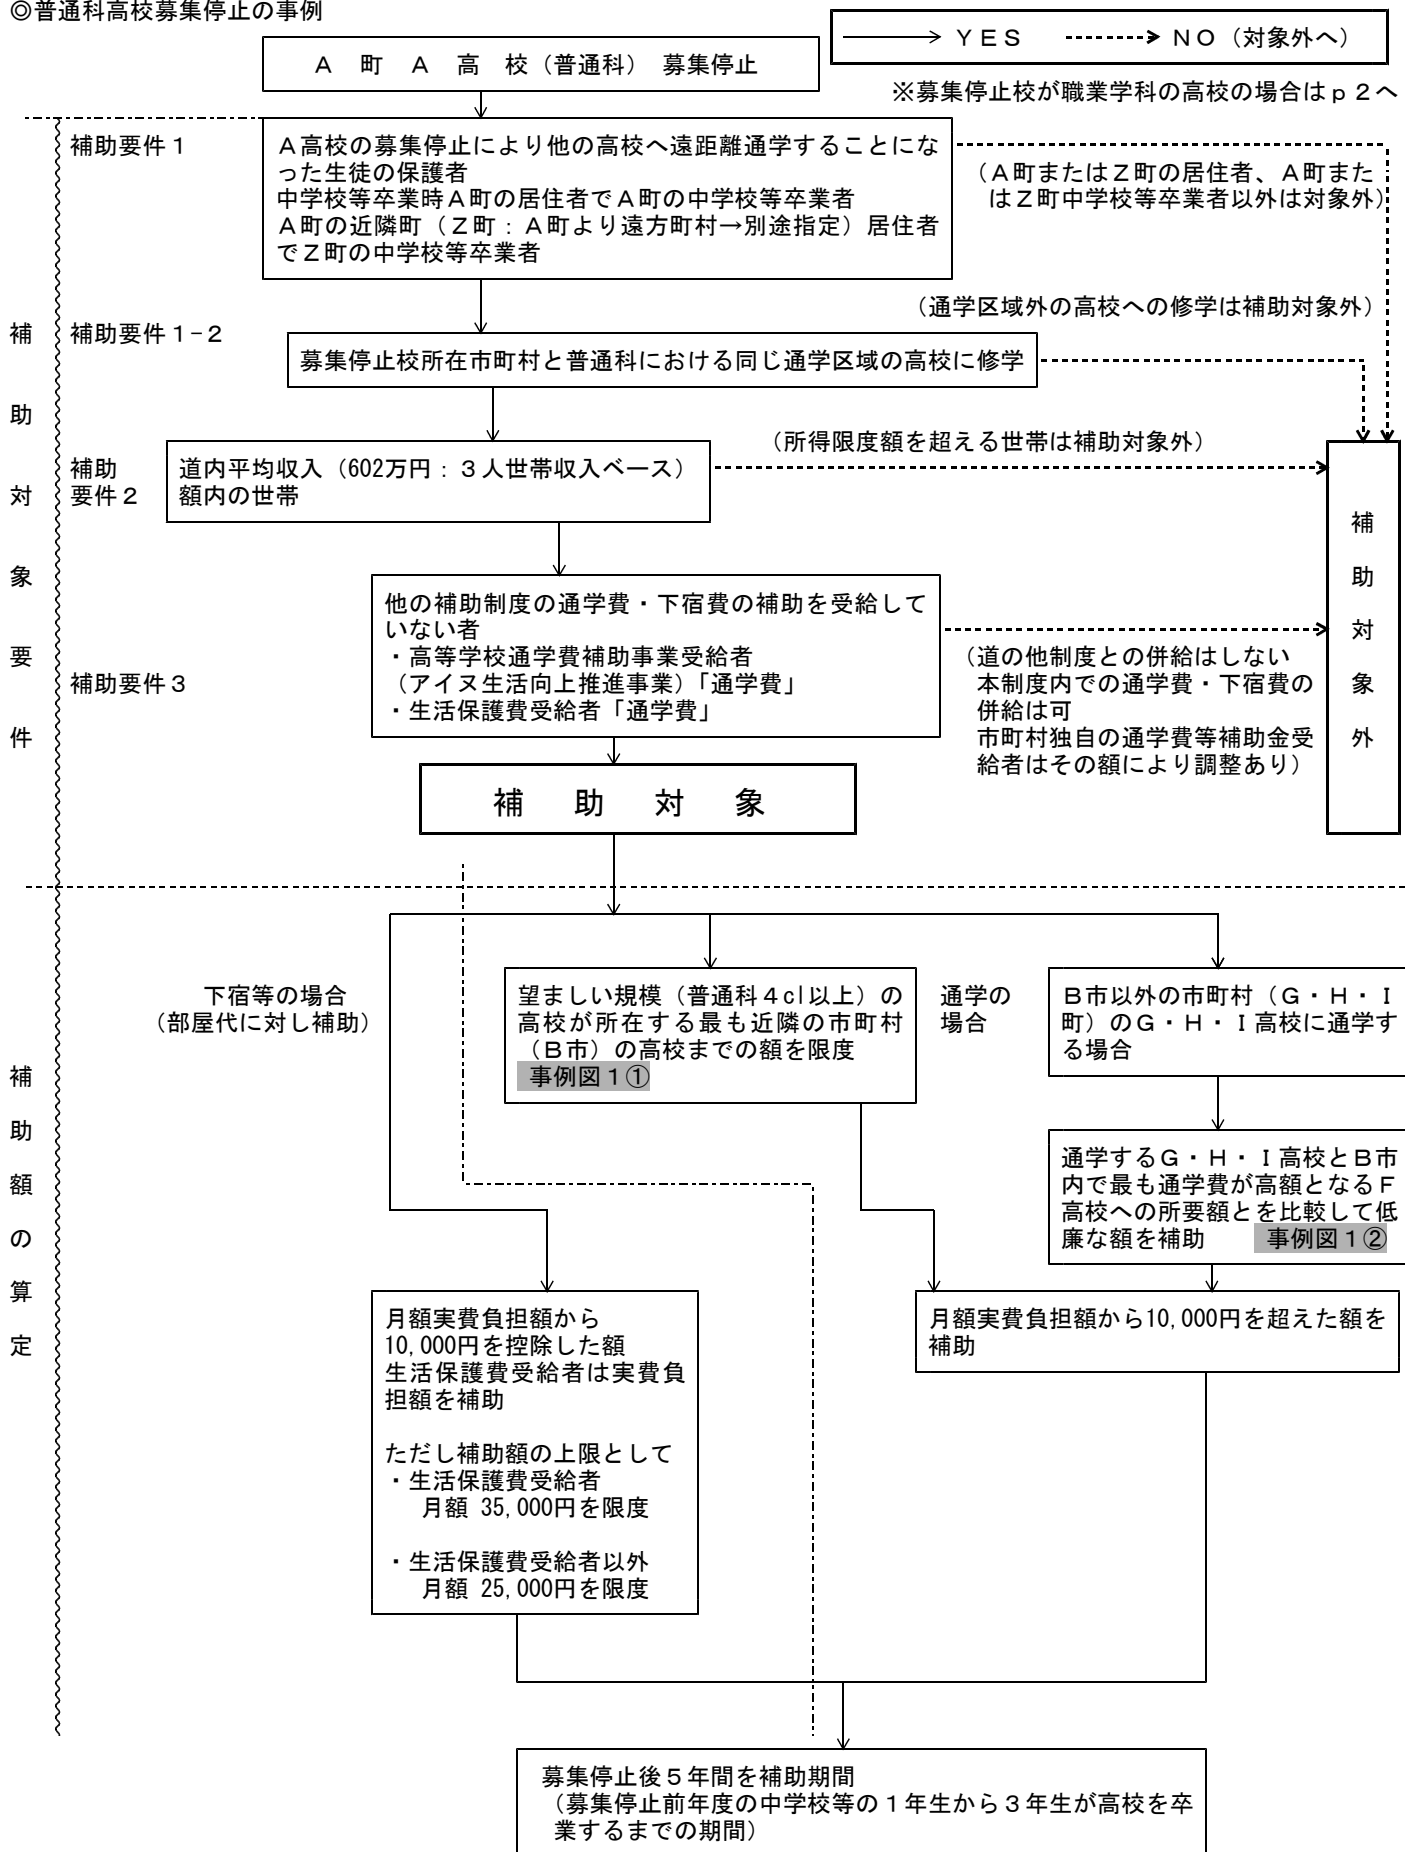 ◎普通科高校募集停止の事例
YES NO（対象外へ）
A 町 A 高 校（普通科） 募集停止
※募集停止校が職業学科の高校の場合はp２へ
補助対象要件
補助要件１
A高校の募集停止により他の高校へ遠距離通学することにな
った生徒の保護者
中学校等卒業時A町の居住者でA町の中学校等卒業者
A町の近隣町（Z町：A町より遠方町村→別途指定）居住者
でZ町の中学校等卒業者
（A町またはZ町の居住者、A町また
はZ町中学校等卒業者以外は対象外）
（通学区域外の高校への修学は補助対象外）
補助要件１-２
募集停止校所在市町村と普通科における同じ通学区域の高校に修学
（所得限度額を超える世帯は補助対象外）
補助
要件２
道内平均収入（602万円：３人世帯収入ベース）
額内の世帯
補助対象外
他の補助制度の通学費・下宿費の補助を受給して
いない者
・高等学校通学費補助事業受給者
（アイヌ生活向上推進事業）「通学費」
・生活保護費受給者「通学費」
補助要件３
（道の他制度との併給はしない
本制度内での通学費・下宿費の
併給は可
市町村独自の通学費等補助金受
給者はその額により調整あり）
補 助 対 象
補助額の算定
下宿等の場合
（部屋代に対し補助）
望ましい規模（普通科４cl以上）の
高校が所在する最も近隣の市町村
（B市）の高校までの額を限度
事例図１①
通学の
場合
B市以外の市町村（G・H・I
町）のG・H・I高校に通学す
る場合
通学するG・H・I高校とB市
内で最も通学費が高額となるF
高校への所要額とを比較して低
廉な額を補助 事例図１②
月額実費負担額から
10,000円を控除した額
生活保護費受給者は実費負
担額を補助
ただし補助額の上限として
・生活保護費受給者
月額 35,000円を限度
・生活保護費受給者以外
月額 25,000円を限度
月額実費負担額から10,000円を超えた額を
補助
募集停止後５年間を補助期間
（募集停止前年度の中学校等の１年生から３年生が高校を卒
業するまでの期間）